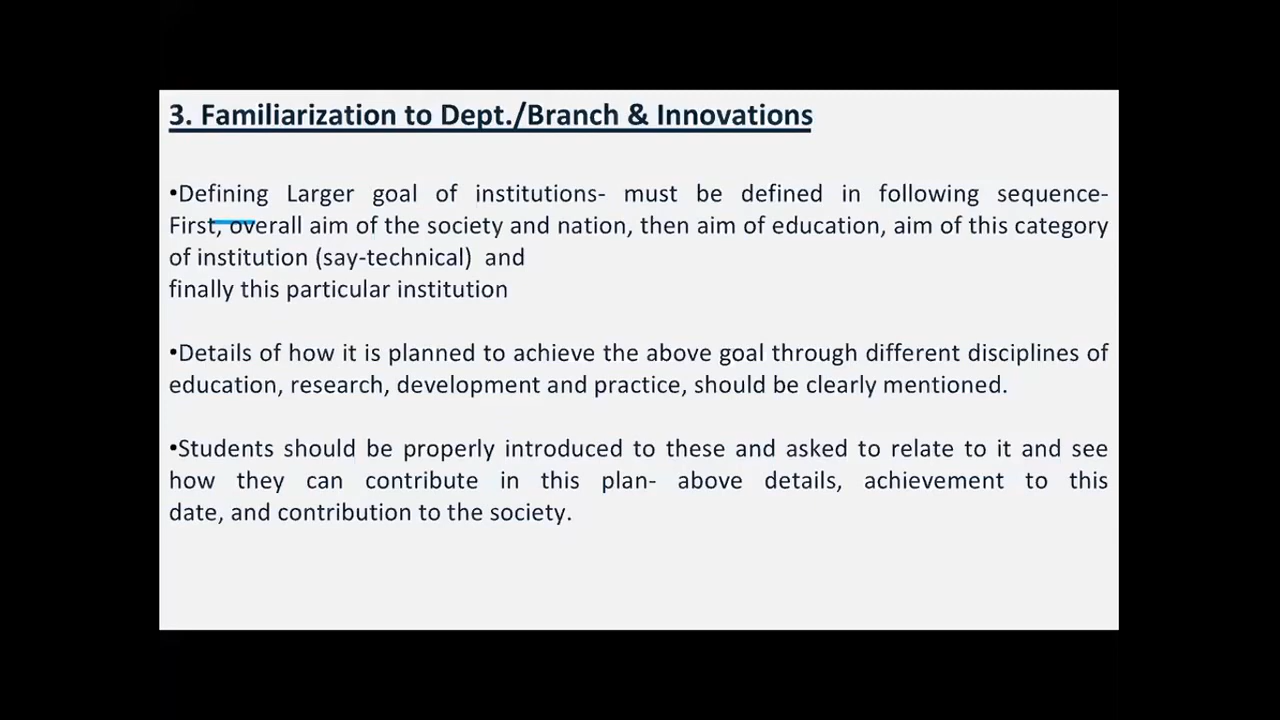 3. Familiarization to Dept./Branch & Innovations
•Defining Larger goal of institutions- must be defined in following sequence-
First, overall aim of the society and nation, then aim of education, aim of this category
of institution (say-technical) and
finally this particular institution
•Details of how it is planned to achieve the above goal through different disciplines of
education, research, development and practice, should be clearly mentioned.
•Students should be properly introduced to these and asked to relate to it and see
how they can contribute in this plan- above details, achievement to this
date, and contribution to the society.